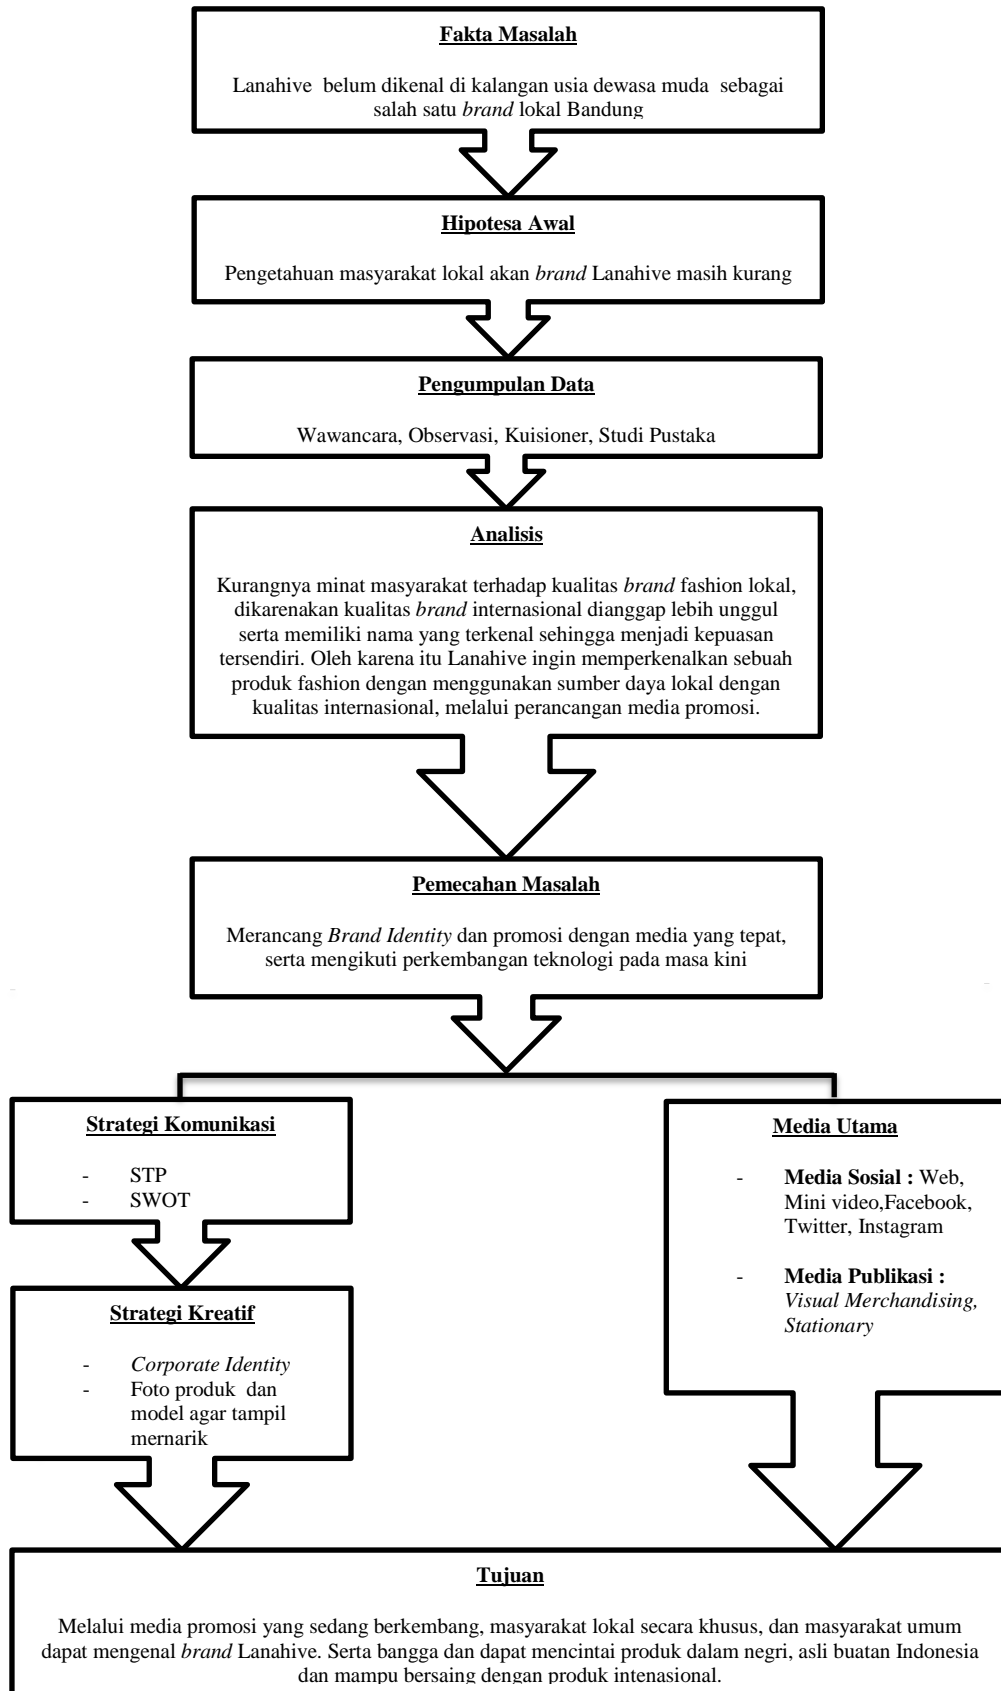 Fakta Masalah
Lanahive belum dikenal di kalangan usia dewasa muda sebagai
salah satu brand lokal Bandung
Hipotesa Awal
Pengetahuan masyarakat lokal akan brand Lanahive masih kurang
Pengumpulan Data
Wawancara, Observasi, Kuisioner, Studi Pustaka
Analisis
Kurangnya minat masyarakat terhadap kualitas brand fashion lokal,
dikarenakan kualitas brand internasional dianggap lebih unggul
serta memiliki nama yang terkenal sehingga menjadi kepuasan
tersendiri. Oleh karena itu Lanahive ingin memperkenalkan sebuah
produk fashion dengan menggunakan sumber daya lokal dengan
kualitas internasional, melalui perancangan media promosi.
Pemecahan Masalah
Merancang Brand Identity dan promosi dengan media yang tepat,
serta mengikuti perkembangan teknologi pada masa kini
Strategi Komunikasi
- STP
- SWOT
Strategi Kreatif
- Corporate Identity
- Foto produk dan
model agar tampil
mernarik
Media Utama
- Media Sosial : Web,
Mini video,Facebook,
Twitter, Instagram
- Media Publikasi :
Visual Merchandising,
Stationary
Tujuan
Melalui media promosi yang sedang berkembang, masyarakat lokal secara khusus, dan masyarakat umum
dapat mengenal brand Lanahive. Serta bangga dan dapat mencintai produk dalam negri, asli buatan Indonesia
dan mampu bersaing dengan produk intenasional.